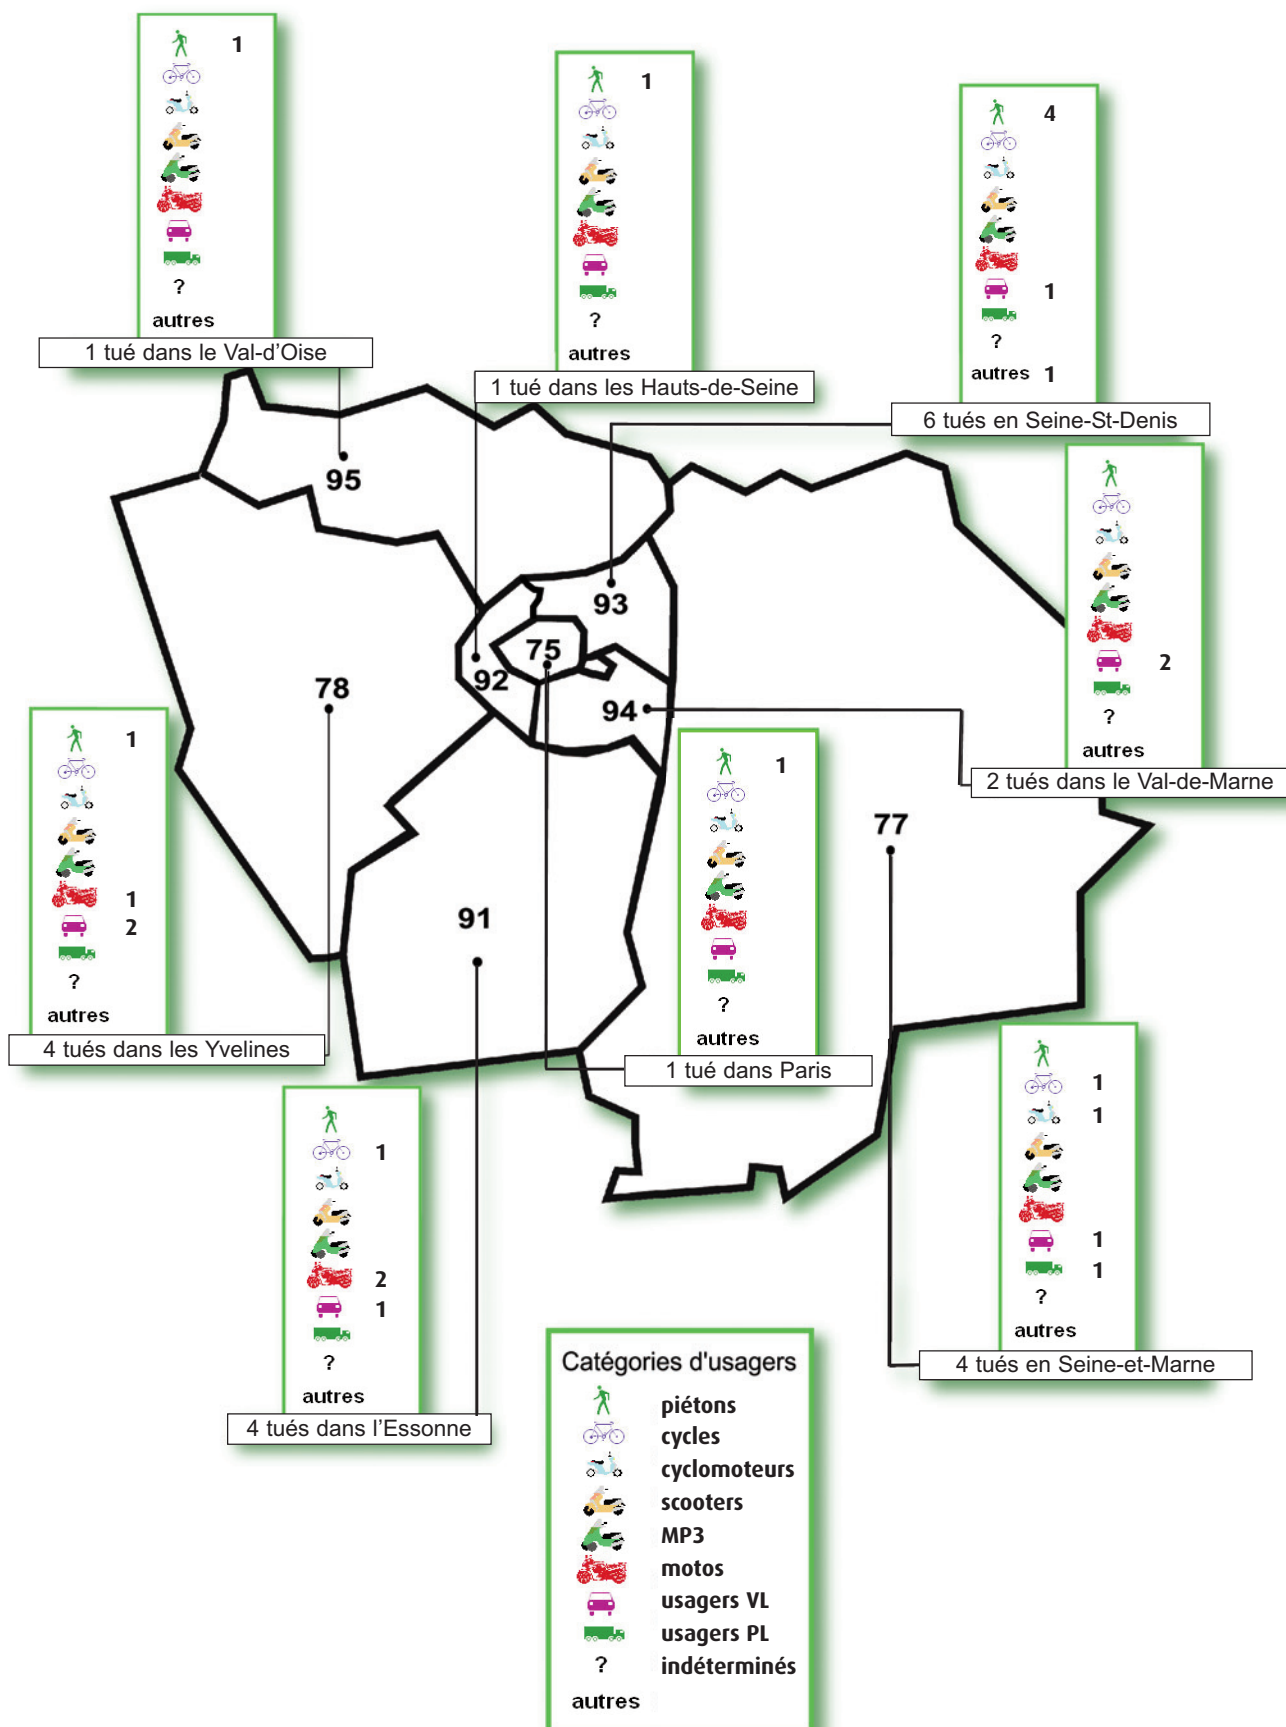 1
?
autres
1 tué dans le Val-d'Oise
1
?
autres
1 tué dans les Hauts-de-Seine
4
1
?
autres 1
6 tués en Seine-St-Denis
2
?
autres
2 tués dans le Val-de-Marne
95
93
75
92
78
94
77
91
1
1
2
?
autres
4 tués dans les Yvelines
1
?
autres
1 tué dans Paris
1
1
1
1
?
autres
4 tués en Seine-et-Marne
1
2
1
?
autres
4 tués dans l'Essonne
Catégories d'usagers
piétons
cycles
cyclomoteurs
scooters
MP3
motos
usagers VL
usagers PL
? indéterminés
autres